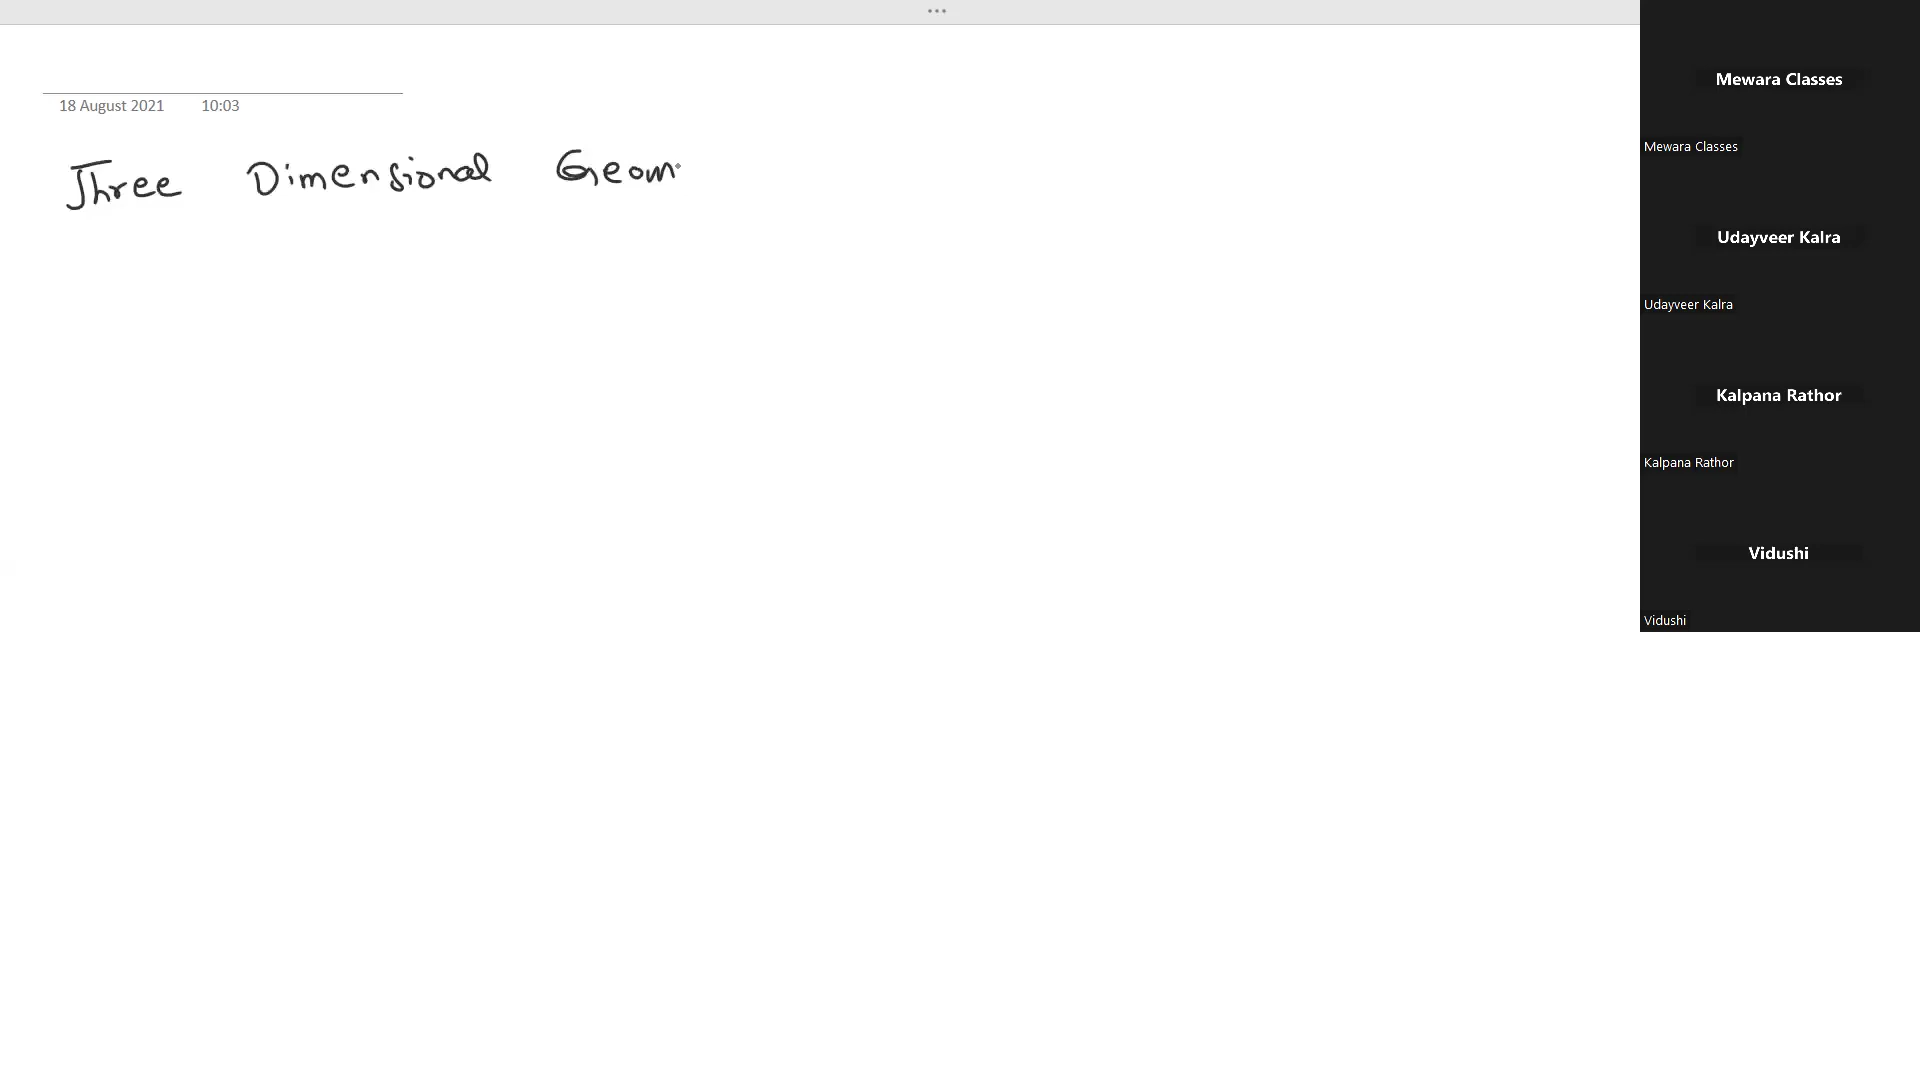 18 August 2021 10:03
Three Dimensional Geom
Mewara Classes
Mewara Classes
Udayveer Kalra
Udayveer Kalra
Kalpana Rathor
Kalpana Rathor
Vidushi
Vidushi